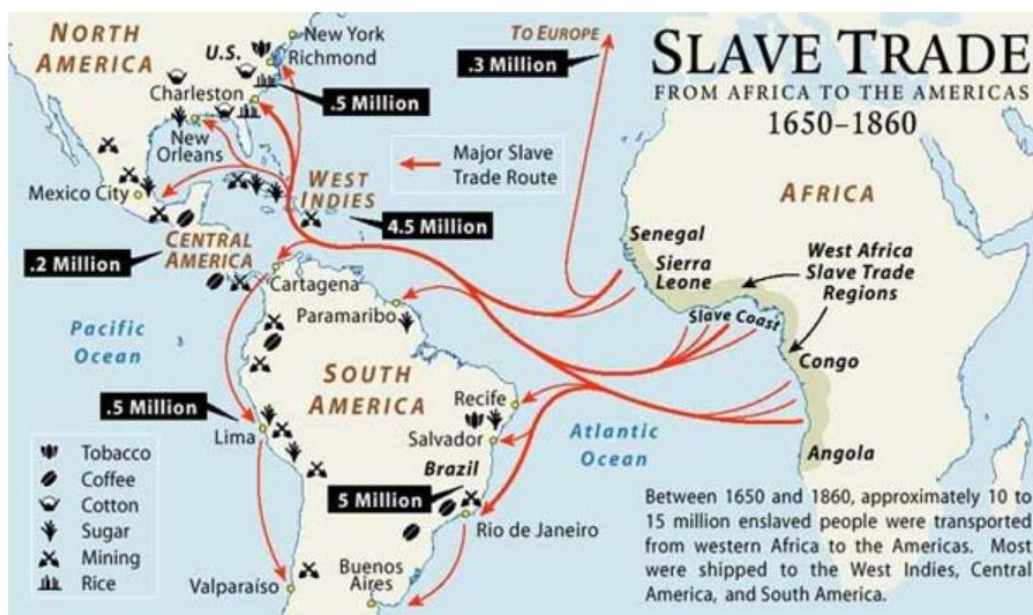 SLAVE TRADE
FROM AFRICA TO THE AMERICAS
1650–1860
NORTH
AMERICA
U.S.
New York
Richmond
.5 Million
Charleston
New
Orleans
Mexico City
WEST
INDIES
4.5 Million
CENTRAL
AMERICA
.2 Million
TO EUROPE
.3 Million
Major Slave
Trade Route
AFRICA
Senegal
Sierra
Leone
West Africa
Slave Trade
Regions
Slave Coast
Congo
Angola
Pacific
Ocean
Cartagena
Paramaribo
SOUTH
AMERICA
.5 Million
Lima
Recife
Salvador
Brazil
5 Million
Rio de Janeiro
Buenos
Aires
Valparaíso
Atlantic
Ocean
Tobacco
Coffee
Cotton
Sugar
Mining
Rice
Between 1650 and 1860, approximately 10 to
15 million enslaved people were transported
from western Africa to the Americas. Most
were shipped to the West Indies, Central
America, and South America.